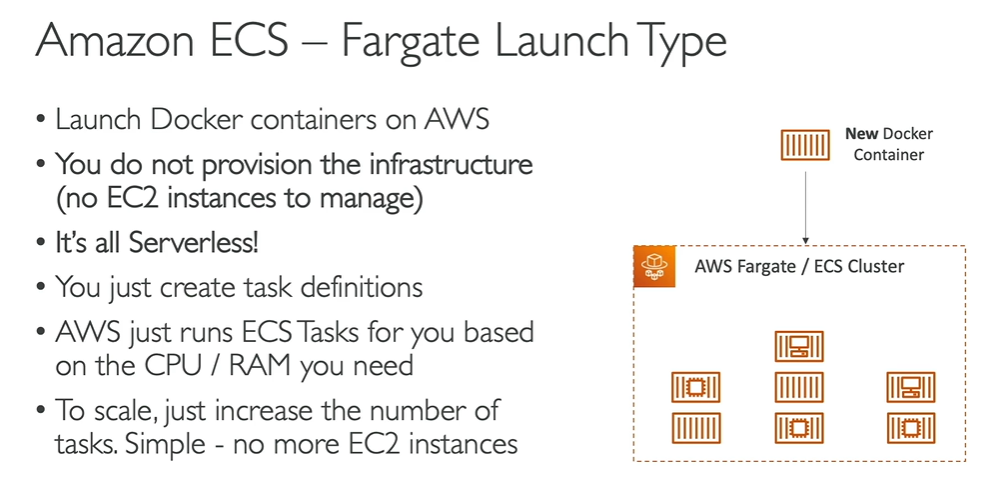 Amazon ECS – Fargate Launch Type
• Launch Docker containers on AWS
• You do not provision the infrastructure
(no EC2 instances to manage)
• It's all Serverless!
• You just create task definitions
• AWS just runs ECS Tasks for you based
on the CPU / RAM you need
• To scale, just increase the number of
tasks. Simple - no more EC2 instances
New Docker
Container
AWS Fargate / ECS Cluster